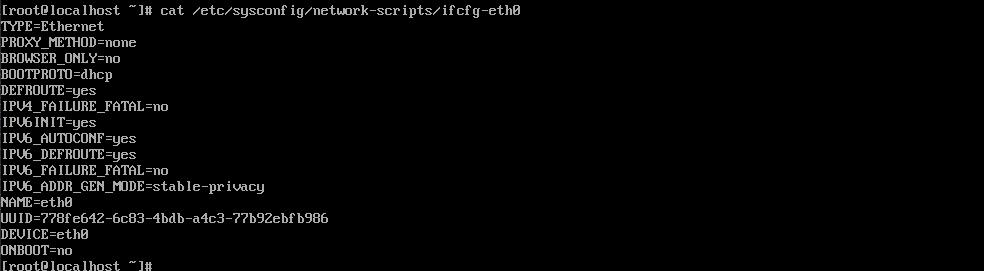 [root@localhost ~]# cat /etc/sysconfig/network-scripts/ifcfg-eth0
TYPE=Ethernet
PROXY_METHOD=none
BROWSER_ONLY=no
BOOTPROTO=dhcp
DEFROUTE=yes
IPV4_FAILURE_FATAL=no
IPV6INIT=yes
IPV6_AUTOCONF=yes
IPV6_DEFROUTE=yes
IPV6_FAILURE_FATAL=no
IPV6_ADDR_GEN_MODE=stable-privacy
NAME=eth0
UUID=778fe642-6c83-4bdb-a4c3-77b92ebfb986
DEVICE=eth0
ONBOOT=no
[root@localhost ~]#